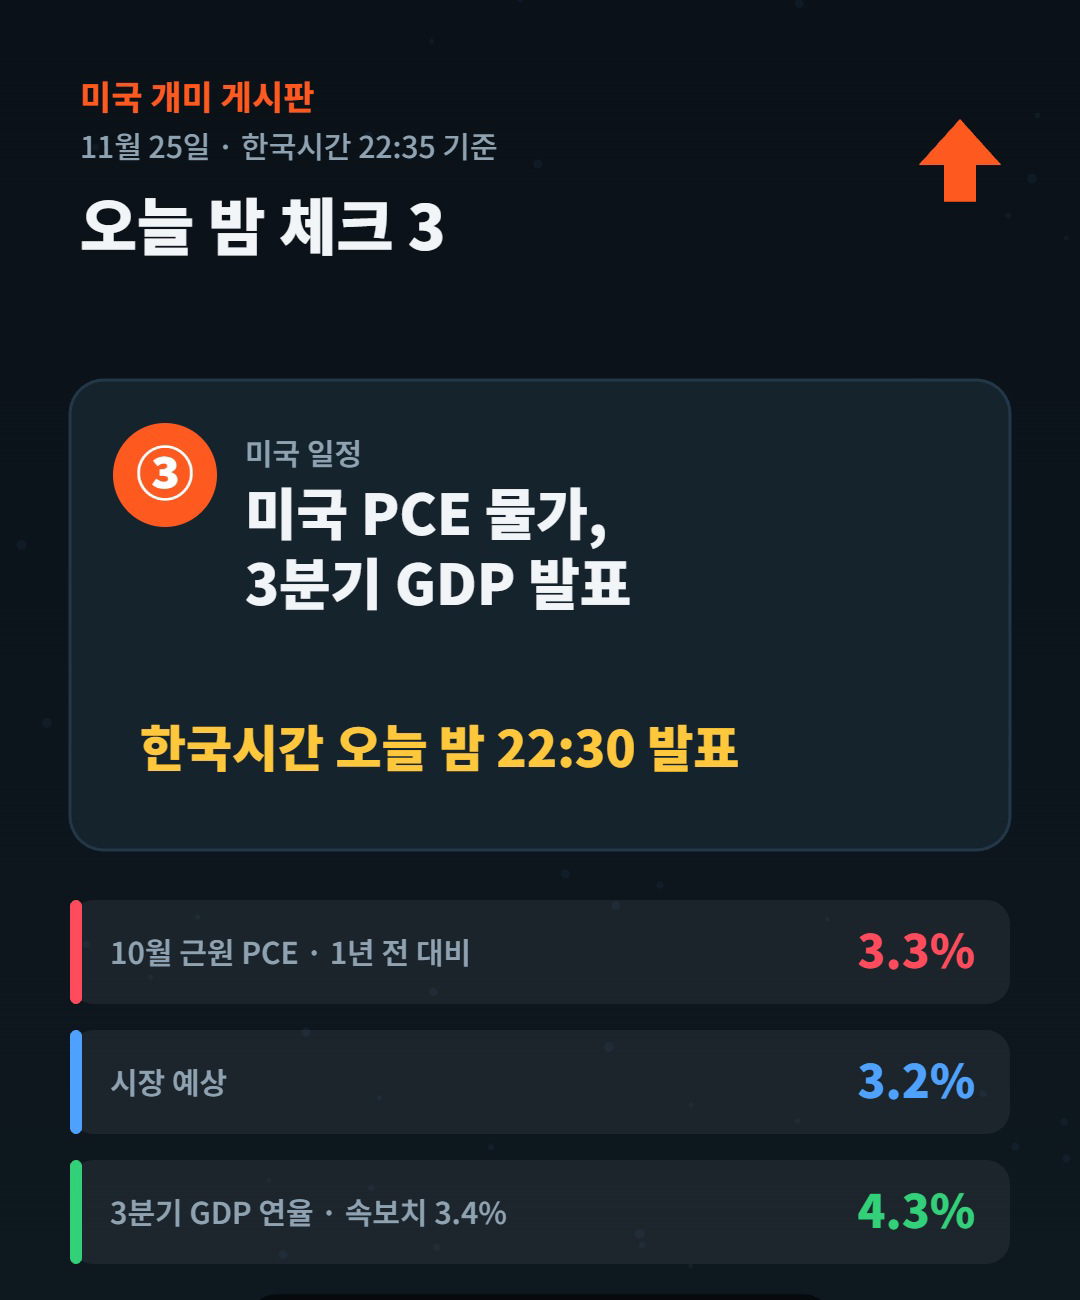 미국 개미 게시판
11월 25일 · 한국시간 22:35 기준
오늘 밤 체크 3
③
미국 일정
미국 PCE 물가,
3분기 GDP 발표
한국시간 오늘 밤 22:30 발표
10월 근원 PCE · 1년 전 대비
3.3%
시장 예상
3.2%
3분기 GDP 연율 · 속보치 3.4%
4.3%